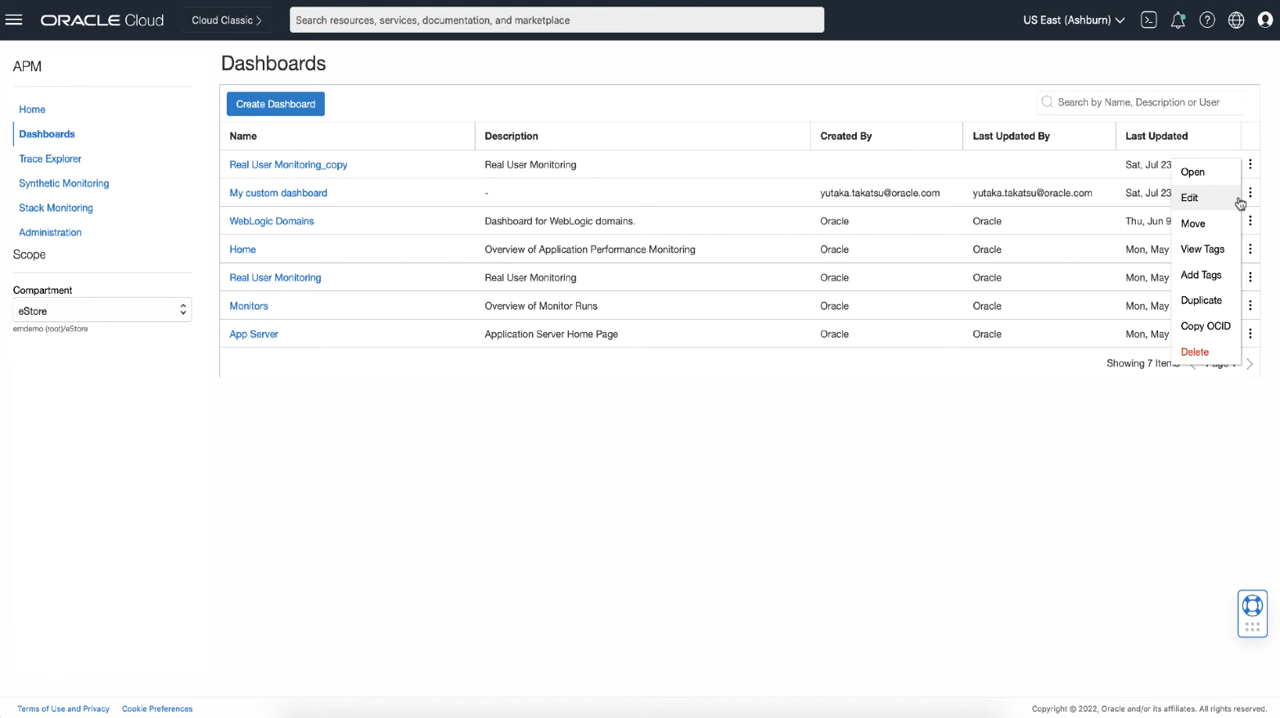 ORACLE Cloud
Cloud Classic >
Search resources, services, documentation, and marketplace
US East (Ashburn)
APM
Home
Dashboards
Trace Explorer
Synthetic Monitoring
Stack Monitoring
Administration
Scope
Compartment
eStore
emdemo (root)/eStore
Dashboards
Create Dashboard
Search by Name, Description or User
Name Description Created By Last Updated By Last Updated
Real User Monitoring_copy Real User Monitoring Sat, Jul 23
My custom dashboard - yutaka.takatsu@oracle.com yutaka.takatsu@oracle.com Sat, Jul 23
WebLogic Domains Dashboard for WebLogic domains. Oracle Oracle Thu, Jun 9
Home Overview of Application Performance Monitoring Oracle Oracle Mon, May
Real User Monitoring Real User Monitoring Oracle Oracle Mon, May
Monitors Overview of Monitor Runs Oracle Oracle Mon, May
App Server Application Server Home Page Oracle Oracle Mon, May
Showing 7 Items
Open
Edit
Move
View Tags
Add Tags
Duplicate
Copy OCID
Delete
Terms of Use and Privacy Cookie Preferences
Copyright © 2022, Oracle and/or its affiliates. All rights reserved.